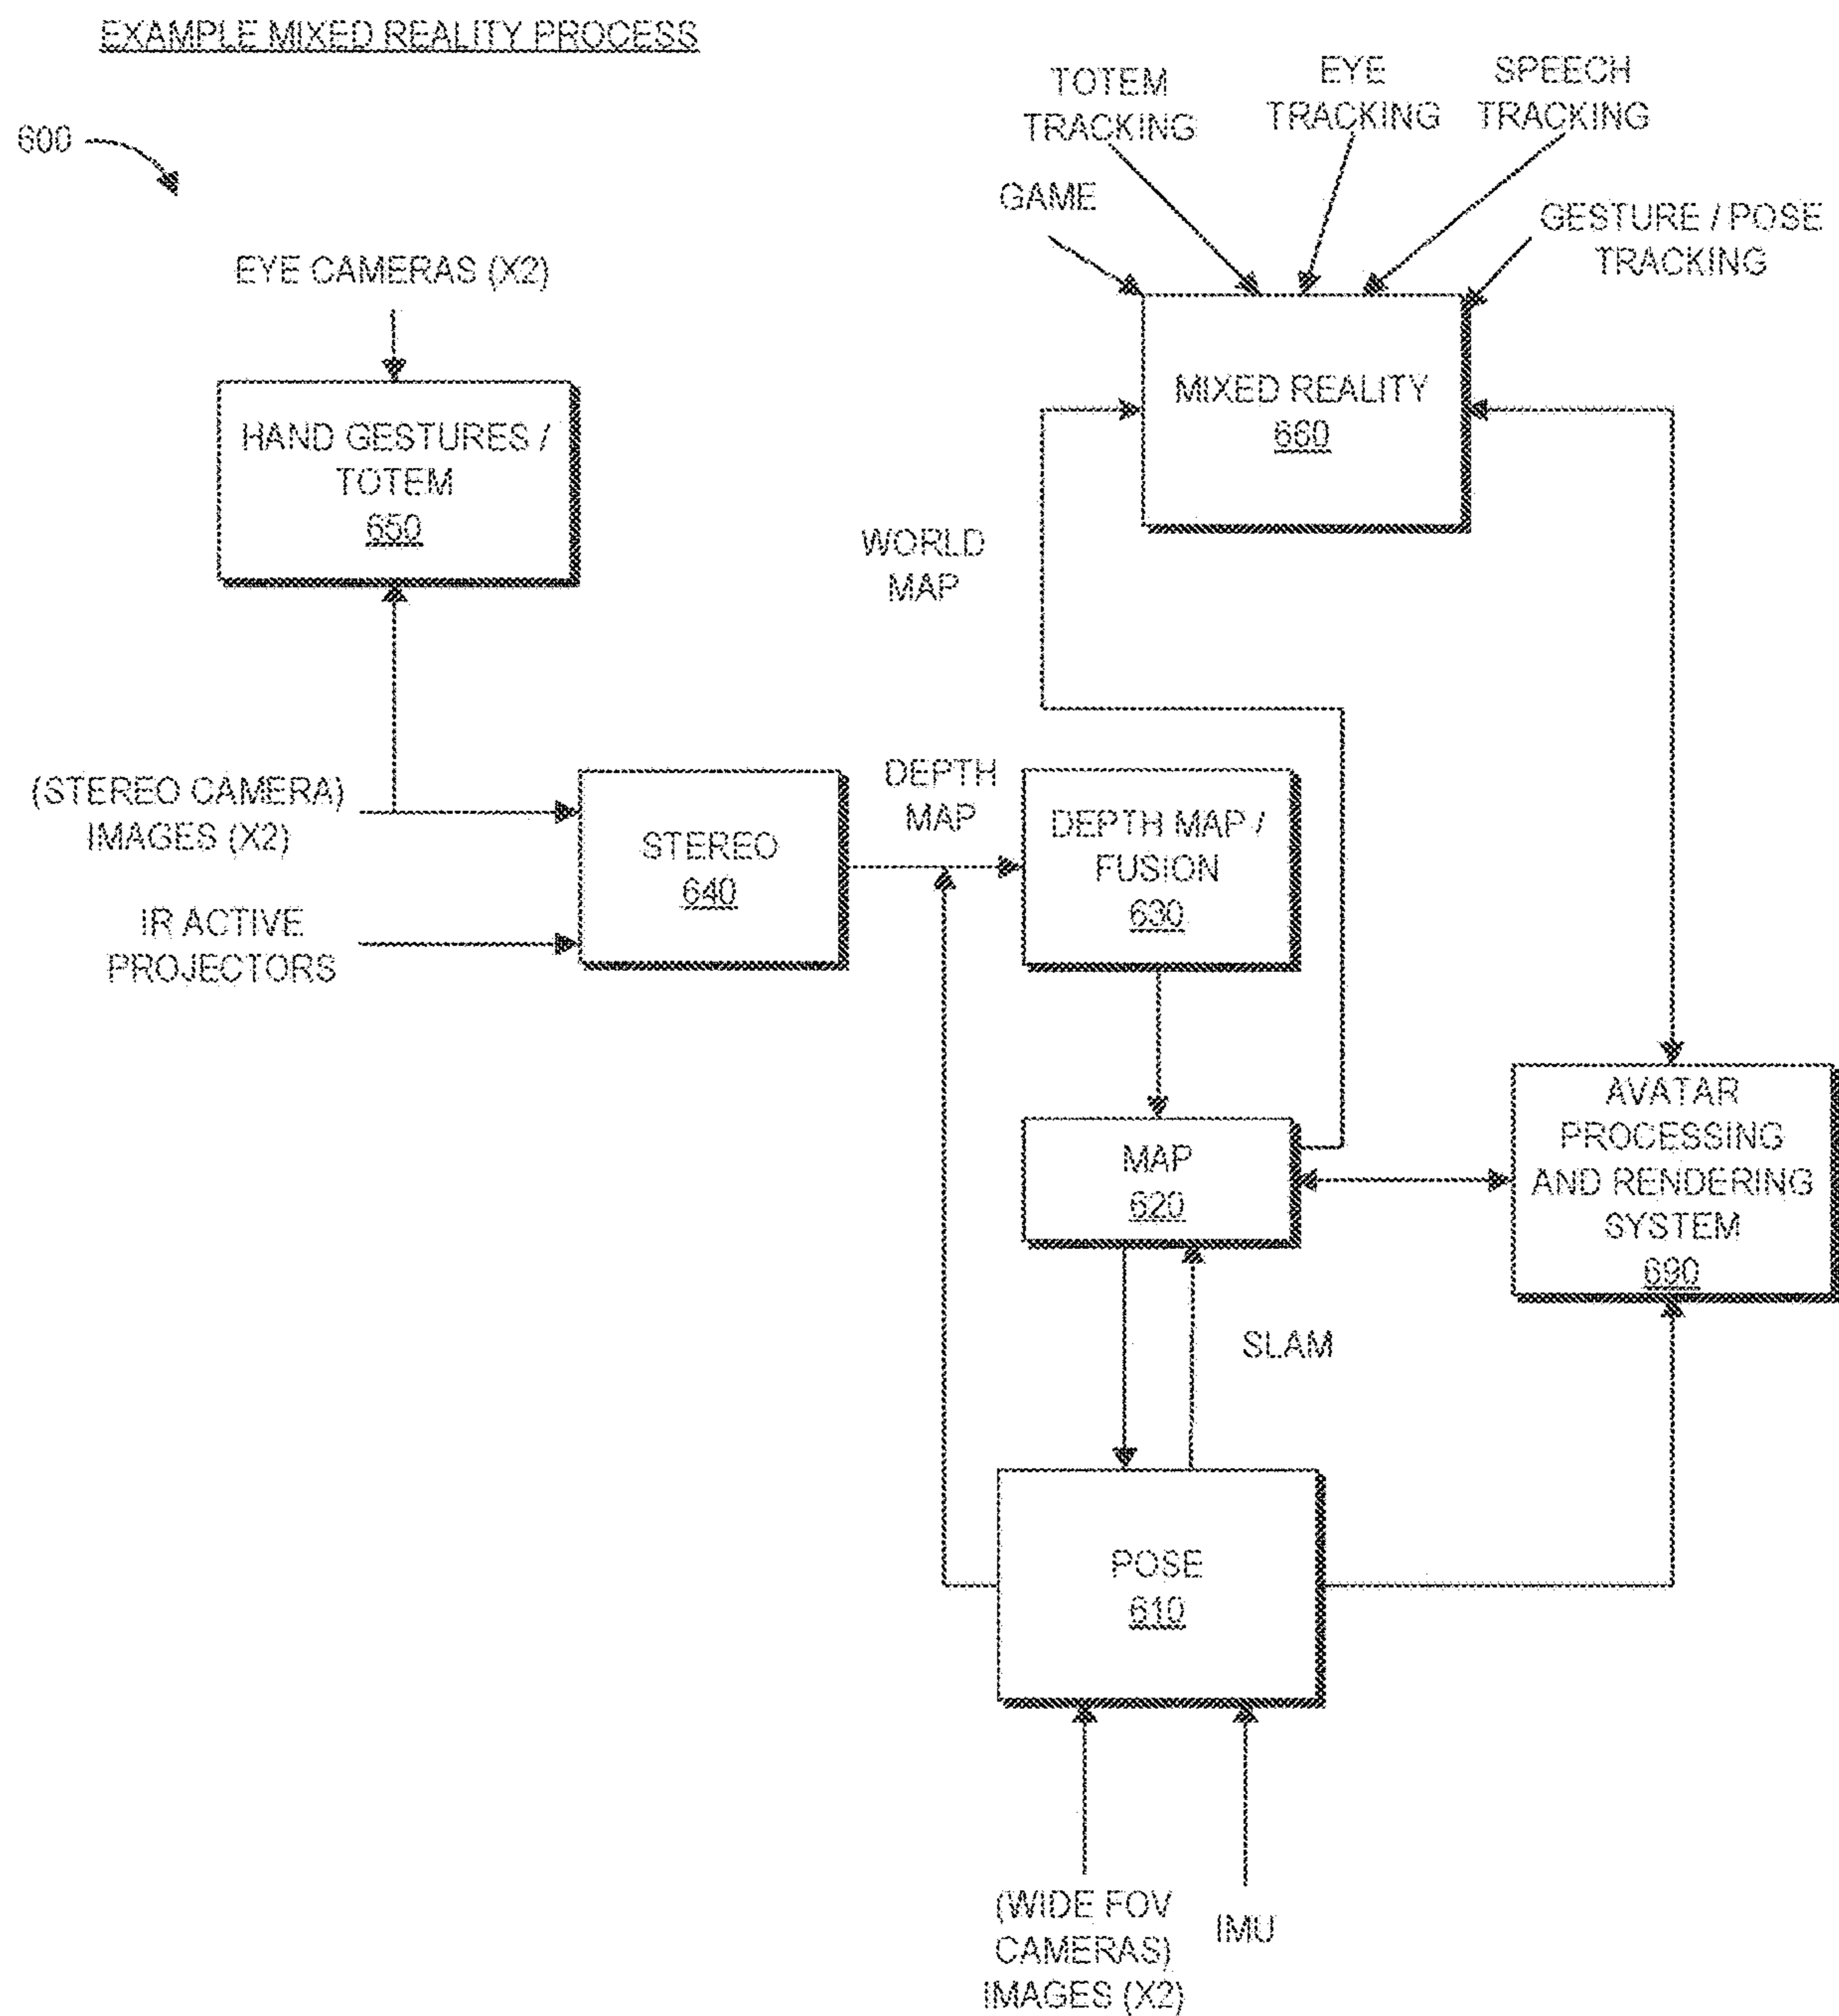 EXAMPLE MIXED REALITY PROCESS
600
TOTEM
TRACKING
EYE
TRACKING
SPEECH
TRACKING
GAME
GESTURE / POSE
TRACKING
EYE CAMERAS (X2)
MIXED REALITY
660
HAND GESTURES /
TOTEM
650
WORLD
MAP
(STEREO CAMERA)
IMAGES (X2)
IR ACTIVE
PROJECTORS
STEREO
640
DEPTH
MAP
DEPTH MAP /
FUSION
630
MAP
620
AVATAR
PROCESSING
AND RENDERING
SYSTEM
690
SLAM
POSE
610
(WIDE FOV
CAMERAS)
IMAGES (X2)
IMU